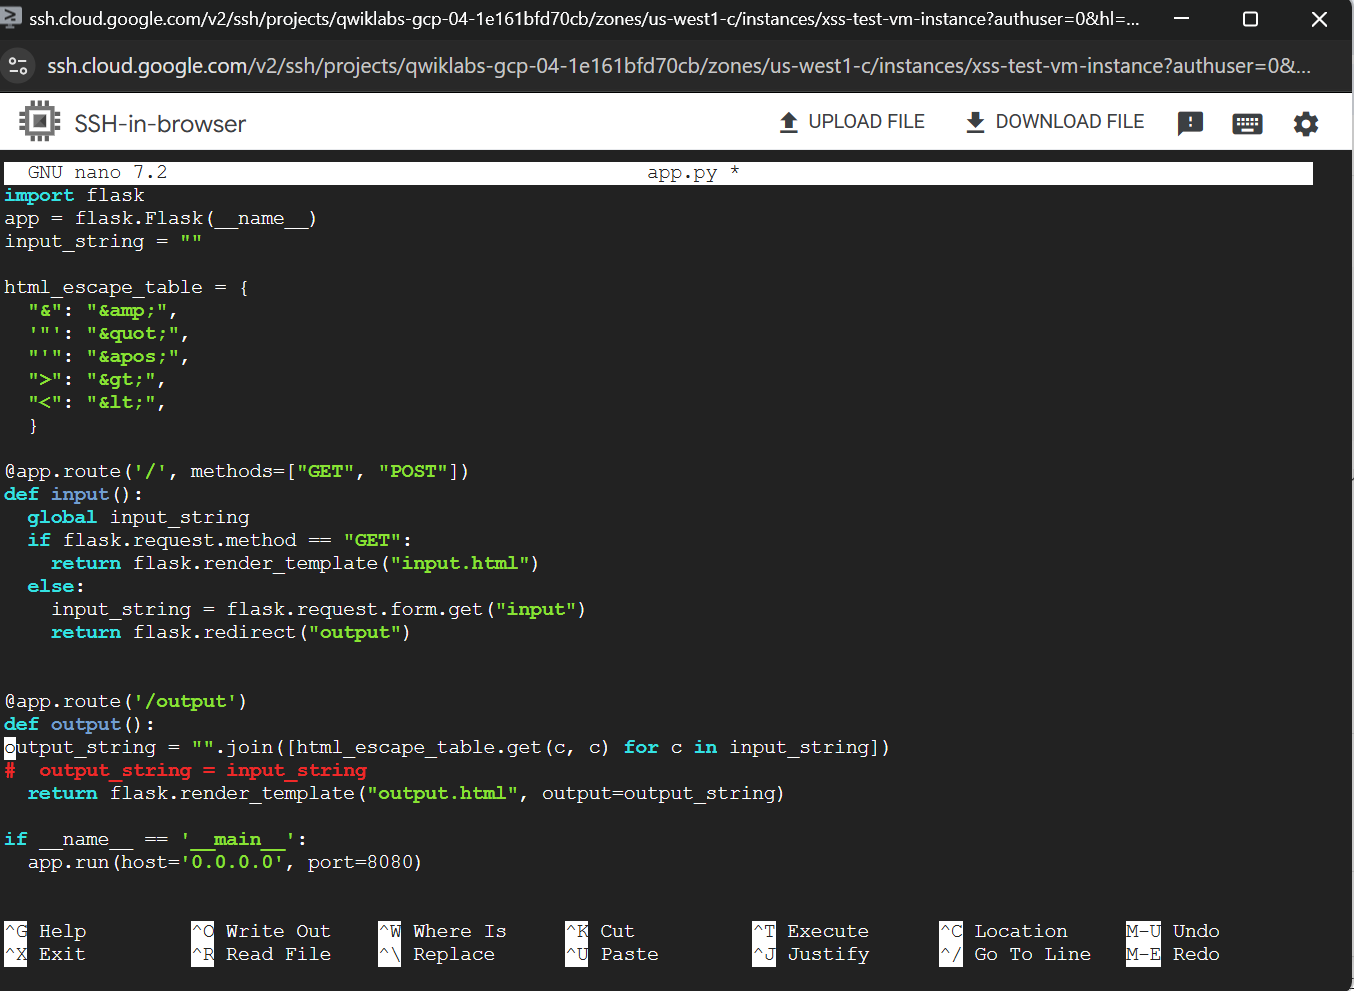 ssh.cloud.google.com/v2/ssh/projects/qwiklabs-gcp-04-1e161bfd70cb/zones/us-west1-c/instances/xss-test-vm-instance?authuser=0&hl=...
ssh.cloud.google.com/v2/ssh/projects/qwiklabs-gcp-04-1e161bfd70cb/zones/us-west1-c/instances/xss-test-vm-instance?authuser=0&...
SSH-in-browser UPLOAD FILE DOWNLOAD FILE
GNU nano 7.2 app.py *
import flask
app = flask.Flask(__name__)
input_string = ""

html_escape_table = {
  "&": "&amp;",
  '"': "&quot;",
  "'": "&apos;",
  ">": "&gt;",
  "<": "&lt;",
  }

@app.route('/', methods=["GET", "POST"])
def input():
  global input_string
  if flask.request.method == "GET":
    return flask.render_template("input.html")
  else:
    input_string = flask.request.form.get("input")
    return flask.redirect("output")


@app.route('/output')
def output():
output_string = "".join([html_escape_table.get(c, c) for c in input_string])
#  output_string = input_string
  return flask.render_template("output.html", output=output_string)

if __name__ == '__main__':
  app.run(host='0.0.0.0', port=8080)

^G Help ^O Write Out ^W Where Is ^K Cut ^T Execute ^C Location M-U Undo
^X Exit ^R Read File ^\ Replace ^U Paste ^J Justify ^/ Go To Line M-E Redo